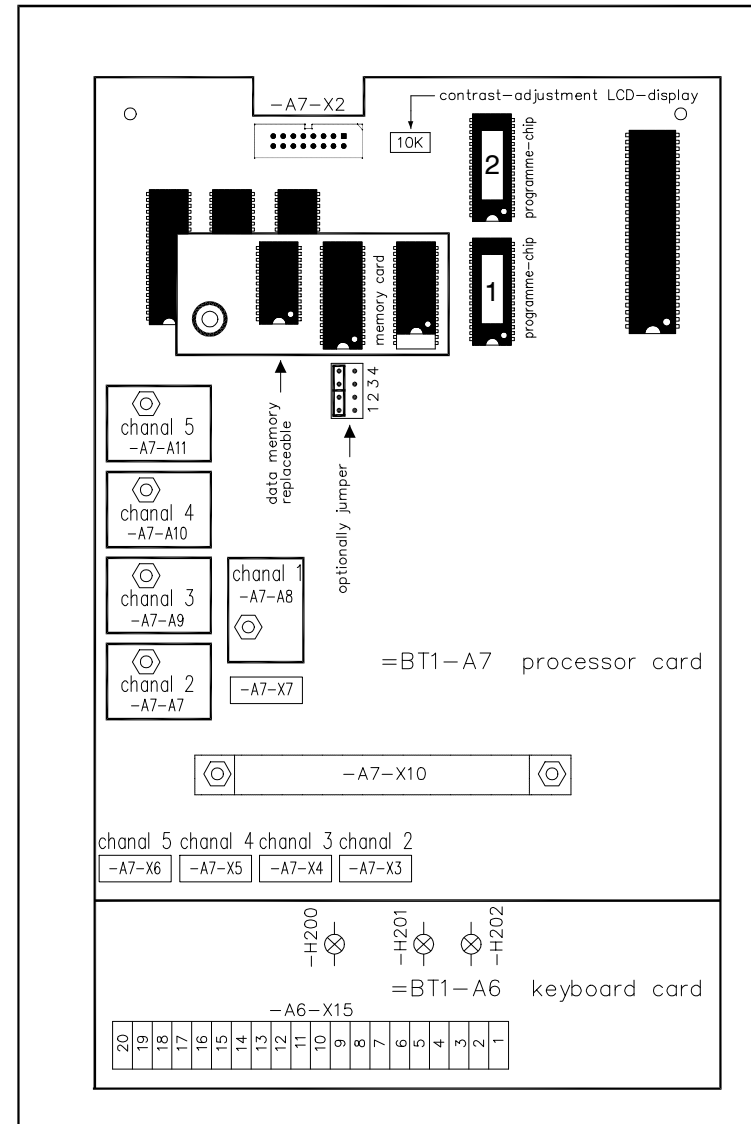 -A7-X2
contrast-adjustment LCD-display
10K
2
programme-chip
1
programme-chip
memory card
1 2 3 4
data memory
replaceable
optionally jumper
chanal 5
-A7-A11
chanal 4
-A7-A10
chanal 3
-A7-A9
chanal 2
-A7-A7
chanal 1
-A7-A8
-A7-X7
=BT1-A7 processor card
-A7-X10
chanal 5 chanal 4 chanal 3 chanal 2
-A7-X6 -A7-X5 -A7-X4 -A7-X3
-H200 -H201 -H202
=BT1-A6 keyboard card
-A6-X15
20 19 18 17 16 15 14 13 12 11 10 9 8 7 6 5 4 3 2 1